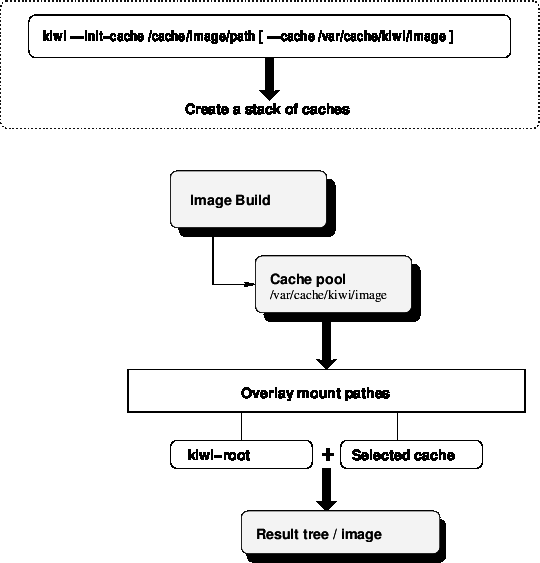 kiwi --init-cache /cache/image/path [ --cache /var/cache/kiwi/image ]
Create a stack of caches
Image Build
Cache pool
/var/cache/kiwi/image
Overlay mount pathes
kiwi-root
+
Selected cache
Result tree / Image